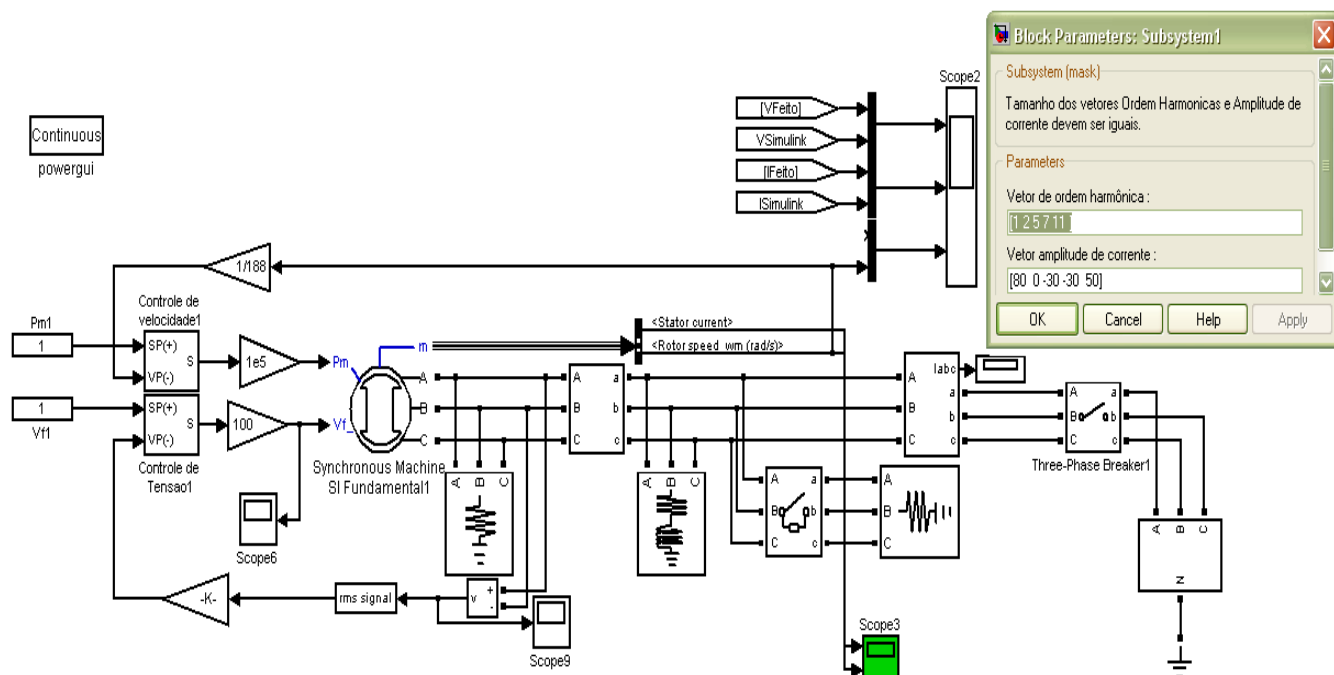 Continuous
powergui
[VFeito]
VSimulink
[IFeito]
ISimulink
Scope2
Block Parameters: Subsystem1
Subsystem (mask)
Tamanho dos vetores Ordem Harmonicas e Amplitude de
corrente devem ser iguais.
Parameters
Vetor de ordem harmônica :
[1 2 5 7 11 ]
Vetor amplitude de corrente :
[80 0 -30 -30 50]
OK
Cancel
Help
Apply
1/188
Pm1
1
Controle de
velocidade1
SP(+)
VP(-)
S
1e5
Pm
m
<Stator current>
<Rotor speed wm (rad/s)>
Vf1
1
SP(+)
VP(-)
S
100
Vf_
Controle de
Tensao1
A
B
C
Synchronous Machine
SI Fundamental1
A
B
C
a
b
c
A
B
C
Iabc
a
b
c
A
B
C
a
b
c
Three-Phase Breaker1
A
B
C
A
B
C
A
B
C
a
b
c
A
B
C
A
B
C
N
Scope6
-K-
rms signal
v
+
-
Scope9
Scope3